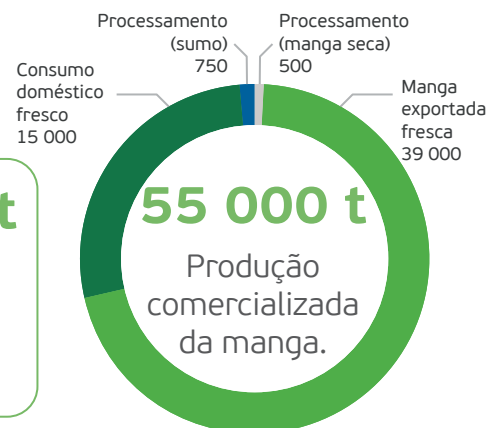 Processamento
(sumo)
750
Processamento
(manga seca)
500
Consumo
doméstico
fresco
15 000
Manga
exportada
fresca
39 000
t
55 000 t
Produção
comercializada
da manga.